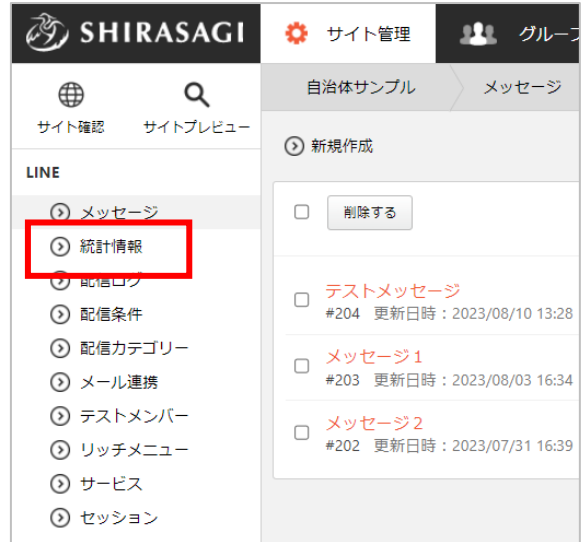 SHIRASAGI
サイト管理
グループ
サイト確認
サイトプレビュー
自治体サンプル
メッセージ
新規作成
LINE
メッセージ
統計情報
配信ログ
配信条件
配信カテゴリー
メール連携
テストメンバー
リッチメニュー
サービス
セッション
削除する
テストメッセージ
#204 更新日時：2023/08/10 13:28
メッセージ１
#203 更新日時：2023/08/03 16:34
メッセージ２
#202 更新日時：2023/07/31 16:39